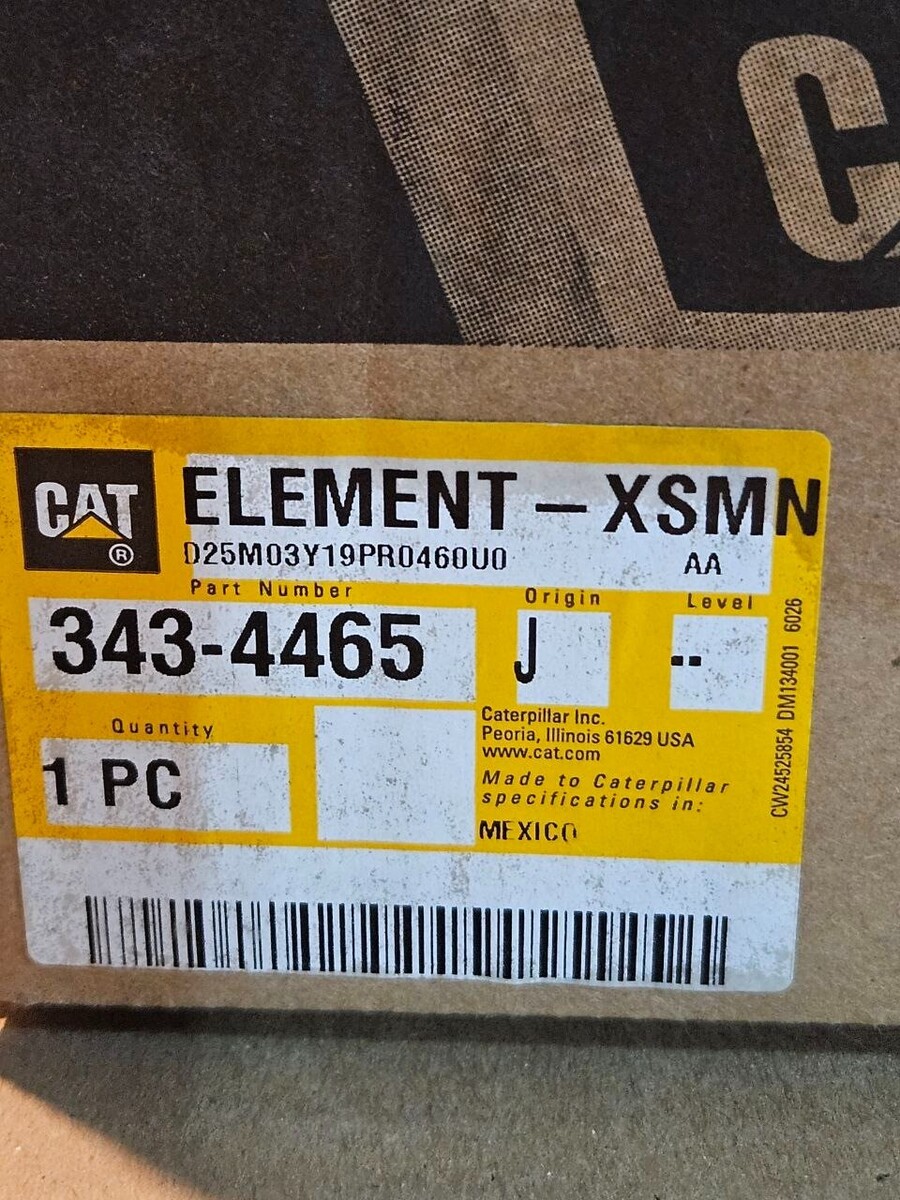 CAT
®
ELEMENT-XSMN
D25M03Y19PR0460U0 AA
Part Number Origin Level
343-4465 J --
Quantity
1 PC
Caterpillar Inc.
Peoria, Illinois 61629 USA
www.cat.com
Made to Caterpillar
specifications in:
MEXICO
CW24525854 DM134001 6026